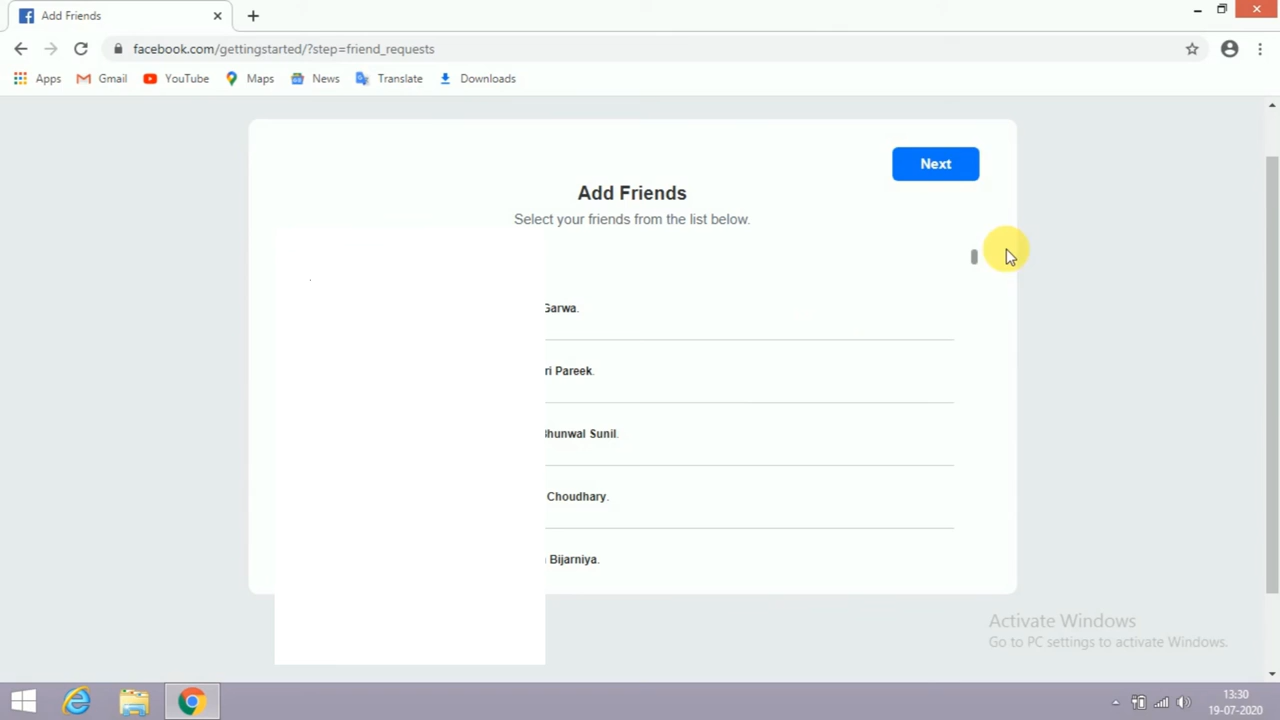 Add Friends
facebook.com/gettingstarted/?step=friend_requests
Apps Gmail YouTube Maps News Translate Downloads
Next
Add Friends
Select your friends from the list below.
Garwa.
ri Pareek.
Bhunwal Sunil.
Choudhary.
Bijarniya.
Activate Windows
Go to PC settings to activate Windows.
13:30
19-07-2020